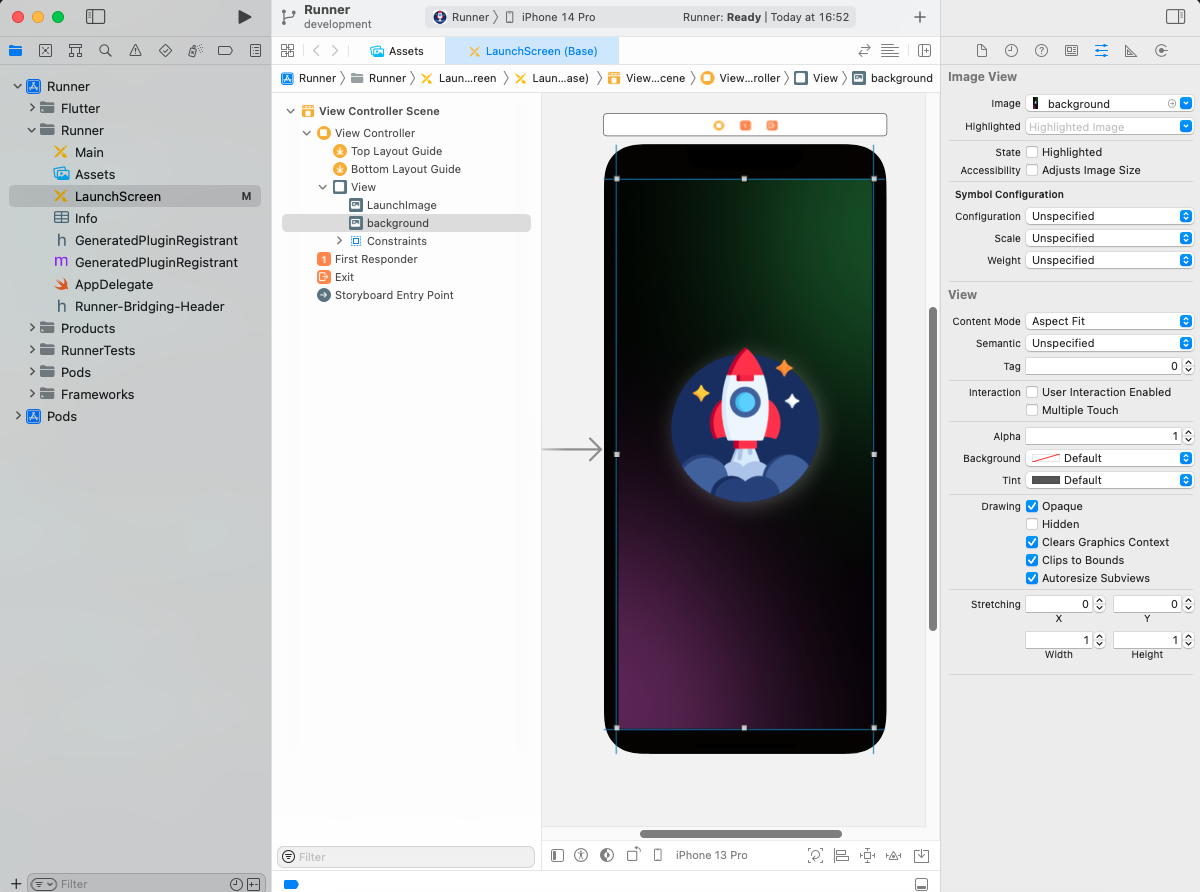 Runner
development
Runner
iPhone 14 Pro
Runner: Ready | Today at 16:52
Assets
LaunchScreen (Base)
Runner
Runner
Laun...reen
Laun...ase)
View...cene
View...roller
View
background
Runner
Flutter
Runner
Main
Assets
LaunchScreen
M
Info
h GeneratedPluginRegistrant
m GeneratedPluginRegistrant
AppDelegate
h Runner-Bridging-Header
Products
RunnerTests
Pods
Frameworks
Pods
Filter
View Controller Scene
View Controller
Top Layout Guide
Bottom Layout Guide
View
LaunchImage
background
Constraints
1 First Responder
Exit
Storyboard Entry Point
Filter
1
iPhone 13 Pro
Image View
Image background
Highlighted Highlighted Image
State Highlighted
Accessibility Adjusts Image Size
Symbol Configuration
Configuration Unspecified
Scale Unspecified
Weight Unspecified
View
Content Mode Aspect Fit
Semantic Unspecified
Tag 0
Interaction User Interaction Enabled
Multiple Touch
Alpha 1
Background Default
Tint Default
Drawing Opaque
Hidden
Clears Graphics Context
Clips to Bounds
Autoresize Subviews
Stretching 0 0
X Y
1 1
Width Height